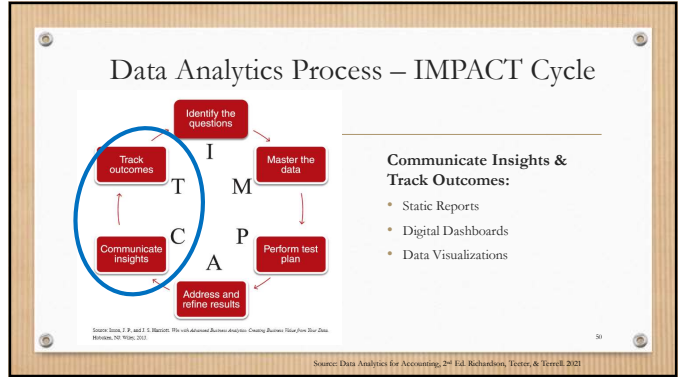 Data Analytics Process – IMPACT Cycle
Identify the
questions
Track
outcomes
I
Master the
data
T
M
Communicate
insights
C
P
Perform test
plan
A
Address and
refine results
Communicate Insights &
Track Outcomes:
• Static Reports
• Digital Dashboards
• Data Visualizations
Source: Isson, J. P., and J. S. Harriott. Win with Advanced Business Analytics: Creating Business Value from Your Data.
Hoboken, NJ: Wiley, 2013.
50
Source: Data Analytics for Accounting, 2nd Ed. Richardson, Teeter, & Terrell. 2021